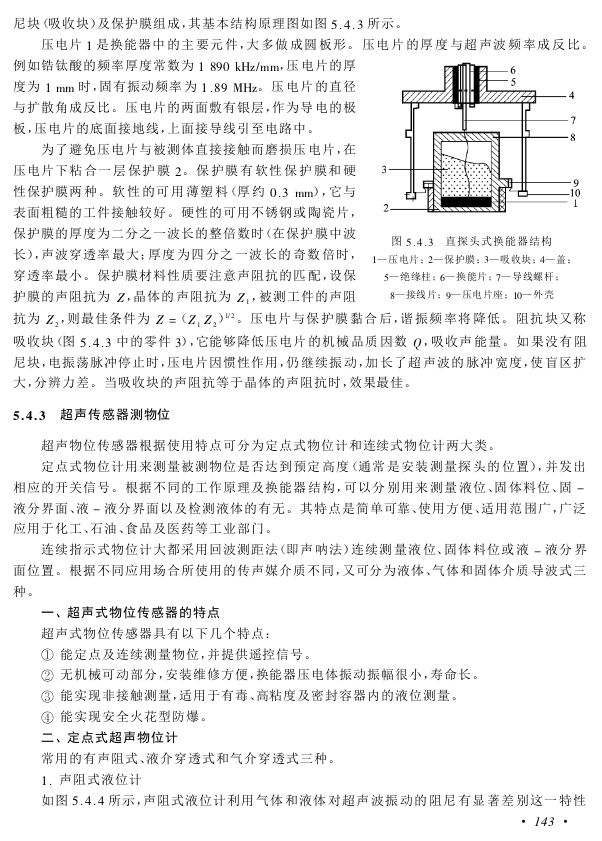 尼块(吸收块)及保护膜组成,其基本结构原理图如图 5.4.3 所示。
压电片 1 是换能器中的主要元件,大多做成圆板形。压电片的厚度与超声波频率成反比。
例如锆钛酸的频率厚度常数为 1 890 kHz/mm,压电片的厚
度为 1 mm 时,固有振动频率为 1.89 MHz。压电片的直径
与扩散角成反比。压电片的两面敷有银层,作为导电的极
板,压电片的底面接地线,上面接导线引至电路中。
为了避免压电片与被测体直接接触而磨损压电片,在
压电片下粘合一层保护膜 2。保护膜有软性保护膜和硬
性保护膜两种。软性的可用薄塑料(厚约 0.3 mm),它与
表面粗糙的工件接触较好。硬性的可用不锈钢或陶瓷片,
保护膜的厚度为二分之一波长的整倍数时(在保护膜中波
长),声波穿透率最大;厚度为四分之一波长的奇数倍时,
穿透率最小。保护膜材料性质要注意声阻抗的匹配,设保
护膜的声阻抗为 Z,晶体的声阻抗为 Z₁,被测工件的声阻
6
5
4
7
8
3
9
10
2
1
图 5.4.3 直探头式换能器结构
1—压电片;2—保护膜;3—吸收块;4—盖;
5—绝缘柱;6—换能片;7—导线螺杆;
8—接线片;9—压电片座;10—外壳
抗为 Z₂,则最佳条件为 Z = (Z₁Z₂)^1/2。压电片与保护膜黏合后,谐振频率将降低。阻抗块又称
吸收块(图 5.4.3 中的零件 3),它能够降低压电片的机械品质因数 Q,吸收声能量。如果没有阻
尼块,电振荡脉冲停止时,压电片因惯性作用,仍继续振动,加长了超声波的脉冲宽度,使盲区扩
大,分辨力差。当吸收块的声阻抗等于晶体的声阻抗时,效果最佳。
5.4.3 超声传感器测物位
超声物位传感器根据使用特点可分为定点式物位计和连续式物位计两大类。
定点式物位计用来测量被测物位是否达到预定高度(通常是安装测量探头的位置),并发出
相应的开关信号。根据不同的工作原理及换能器结构,可以分别用来测量液位、固体料位、固 –
液分界面、液 – 液分界面以及检测液体的有无。其特点是简单可靠、使用方便、适用范围广,广泛
应用于化工、石油、食品及医药等工业部门。
连续指示式物位计大都采用回波测距法(即声呐法)连续测量液位、固体料位或液 – 液分界
面位置。根据不同应用场合所使用的传声媒介质不同,又可分为液体、气体和固体介质导波式三
种。
一、超声式物位传感器的特点
超声式物位传感器具有以下几个特点:
① 能定点及连续测量物位,并提供遥控信号。
② 无机械可动部分,安装维修方便,换能器压电体振动振幅很小,寿命长。
③ 能实现非接触测量,适用于有毒、高粘度及密封容器内的液位测量。
④ 能实现安全火花型防爆。
二、定点式超声物位计
常用的有声阻式、液介穿透式和气介穿透式三种。
1. 声阻式液位计
如图 5.4.4 所示,声阻式液位计利用气体和液体对超声波振动的阻尼有显著差别这一特性
· 143 ·